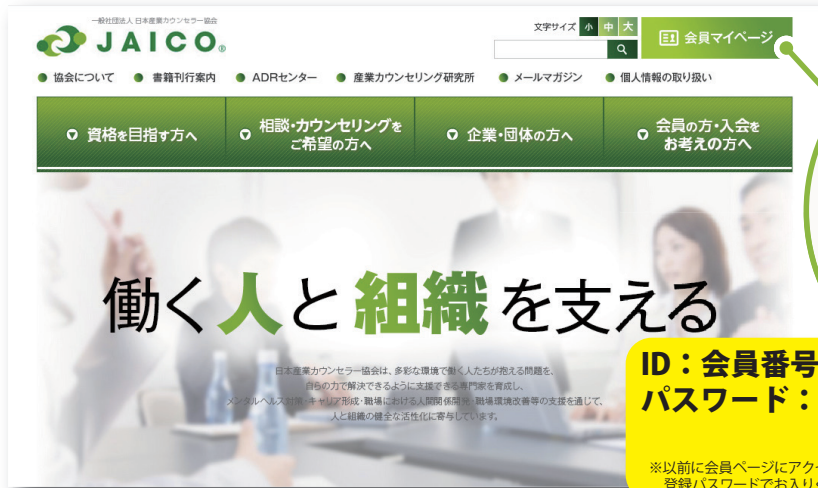 一般社団法人 日本産業カウンセラー協会
JAICO®
文字サイズ 小 中 大
会員マイページ
協会について 書籍刊行案内 ADRセンター 産業カウンセリング研究所 メールマガジン 個人情報の取り扱い
資格を目指す方へ
相談・カウンセリングを
ご希望の方へ
企業・団体の方へ
会員の方・入会を
お考えの方へ
働く人と組織を支える
日本産業カウンセラー協会は、多彩な環境で働く人たちが抱える問題を、
自らの力で解決できるように支援できる専門家を育成し、
メンタルヘルス対策・キャリア形成・職場における人間関係開発・職場環境改善等の支援を通じて、
人と組織の健全な活性化に寄与しています。
ID：会員番号
パスワード：
※以前に会員ページにアク
登録パスワードでお入り